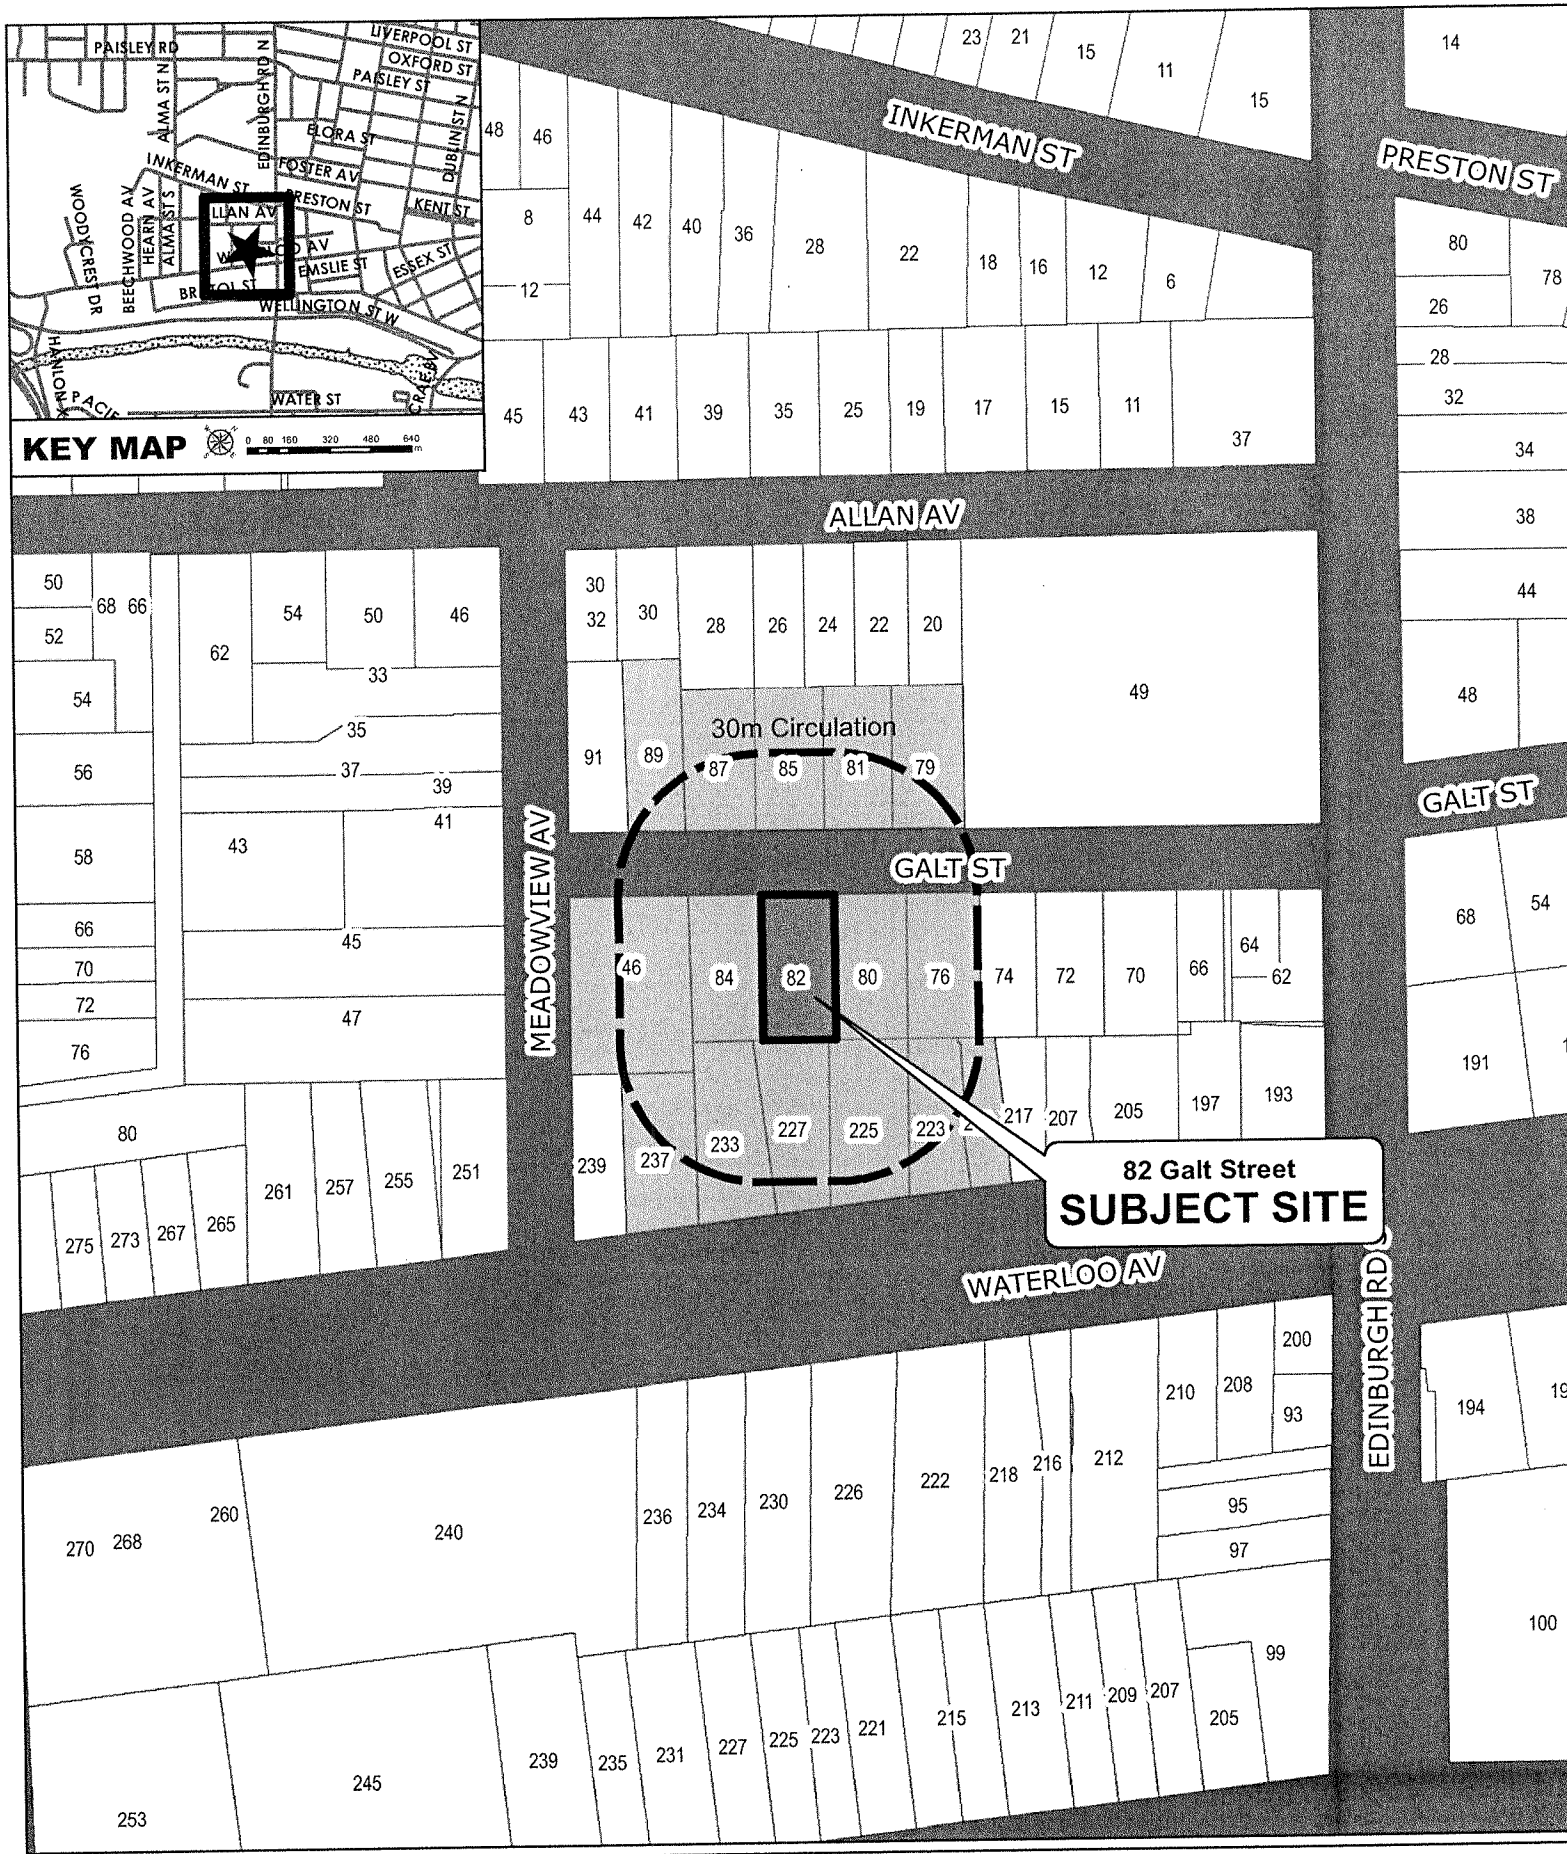 PAISLEY RD
ALMA ST N
EDINBURGH RD N
LIVERPOOL ST
OXFORD ST
PAISLEY ST
DUBLIN ST N
ELORA ST
INKERMAN ST
FOSTER AV
PRESTON ST
KENT ST
LLAN AV
WOODYCREST DR
BEECHWOOD AV
HEARN AV
ALMA ST S
EMSLIE ST
ESSEX ST
WELLINGTON ST W
WATER ST
KEY MAP
0 80 160 320 480 640
m
23 21 15 11 15 14
INKERMAN ST
PRESTON ST
48 46
8 44 42 40 36 28 22 18 16 12 6
12
80 78
26
28
32
34
38
44
48
45 43 41 39 35 25 19 17 15 11 37
ALLAN AV
50 68 66 62 54 50 46
52
54
33
35
37
39
56
41
43
58
45
66
70
47
72
76
30
32
30 28 26 24 22 20
49
30m Circulation
91 89 87 85 81 79
MEADOWVIEW AV
GALT ST
GALT ST
46 84 82 80 76 74 72 70 66 64
62
68 54
191
239 237 233 227 225 223 217 207 205 197 193
82 Galt Street
SUBJECT SITE
80
275 273 267 265 261 257 255 251
WATERLOO AV
EDINBURGH RD
200
210 208
93
194
270 268 260 240 236 234 230 226 222 218 216 212
95
97
100
99
253 245 239 235 231 227 225 223 221 215 213 211 209 207 205